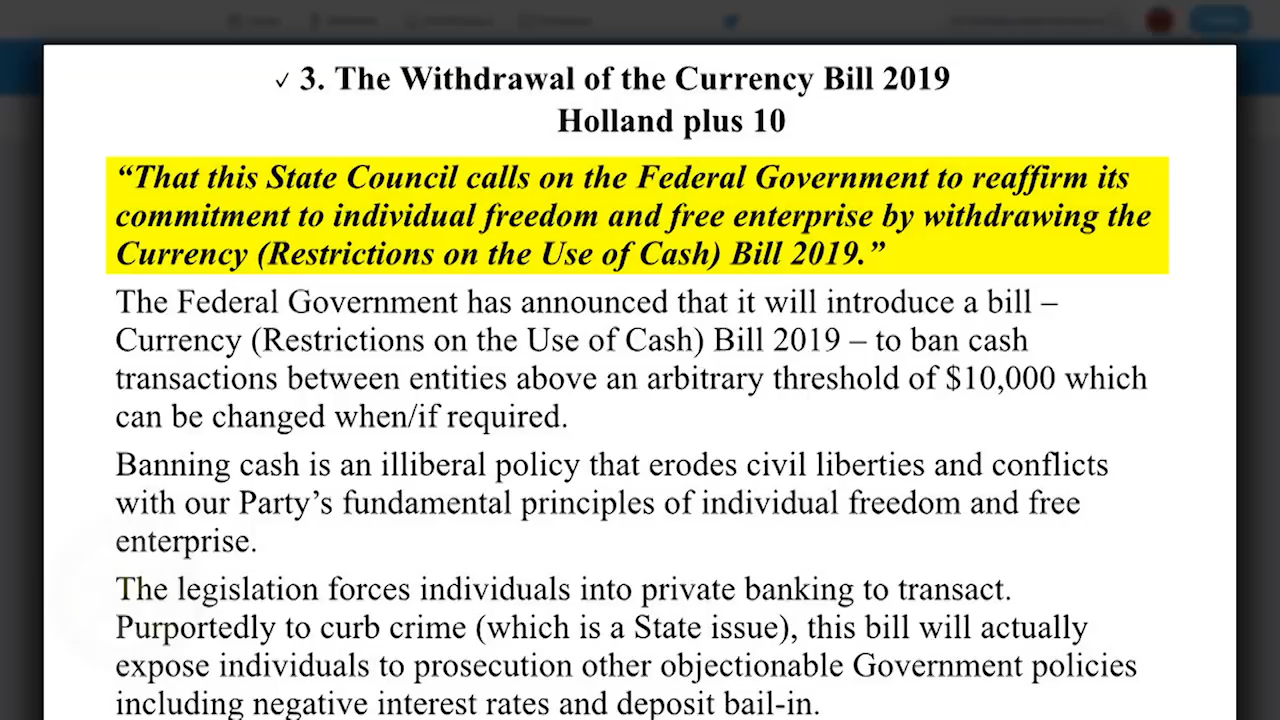 ✓ 3. The Withdrawal of the Currency Bill 2019
Holland plus 10
“That this State Council calls on the Federal Government to reaffirm its
commitment to individual freedom and free enterprise by withdrawing the
Currency (Restrictions on the Use of Cash) Bill 2019.”
The Federal Government has announced that it will introduce a bill –
Currency (Restrictions on the Use of Cash) Bill 2019 – to ban cash
transactions between entities above an arbitrary threshold of $10,000 which
can be changed when/if required.
Banning cash is an illiberal policy that erodes civil liberties and conflicts
with our Party’s fundamental principles of individual freedom and free
enterprise.
The legislation forces individuals into private banking to transact.
Purportedly to curb crime (which is a State issue), this bill will actually
expose individuals to prosecution other objectionable Government policies
including negative interest rates and deposit bail-in.